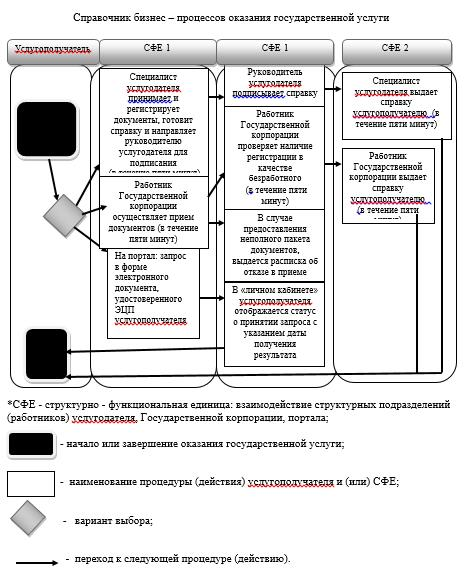 Справочник бизнес – процессов оказания государственной услуги
Услугополучатель
СФЕ 1
СФЕ 1
СФЕ 2
Специалист
услугодателя
принимает и
регистрирует
документы, готовит
справку и направляет
руководителю
услугодателя для
подписания
(в течение пяти минут)
Работник
Государственной
корпорации
осуществляет прием
документов (в течение
пяти минут)
На портал: запрос
в форме
электронного
документа,
удостоверенного
ЭЦП
услугополучателя
Руководитель
услугодателя
подписывает справку
Работник
Государственной
корпорации
проверяет наличие
регистрации в
качестве
безработного
(в течение пяти
минут)
В случае
предоставления
неполного пакета
документов,
выдается расписка об
отказе в приеме
В «личном кабинете»
услугополучателя
отображается статус
о принятии запроса с
указанием даты
получения
результата
Специалист
услугодателя выдает
справку
услугополучателю (в
течение пяти минут)
Работник
Государственной
корпорации выдает
справку
услугополучателю
(в течение пяти
минут)
*СФЕ - структурно - функциональная единица: взаимодействие структурных подразделений
(работников) услугодателя, Государственной корпорации, портала;
- начало или завершение оказания государственной услуги;
- наименование процедуры (действия) услугополучателя и (или) СФЕ;
- вариант выбора;
- переход к следующей процедуре (действию).